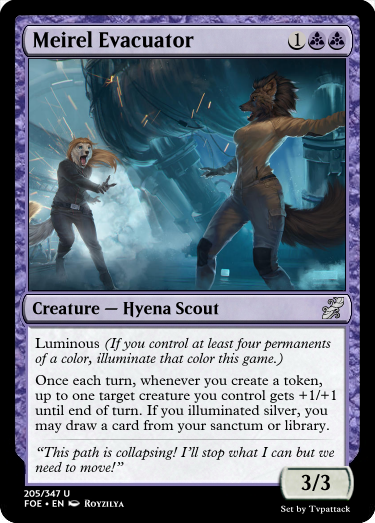 Meirel Evacuator 1
Creature — Hyena Scout
Luminous (If you control at least four permanents
of a color, illuminate that color this game.)
Once each turn, whenever you create a token,
up to one target creature you control gets +1/+1
until end of turn. If you illuminated silver, you
may draw a card from your sanctum or library.
“This path is collapsing! I'll stop what I can but we
need to move!”
3/3
205/347 U
FOE • EN Royzilya
Set by Tvpattack